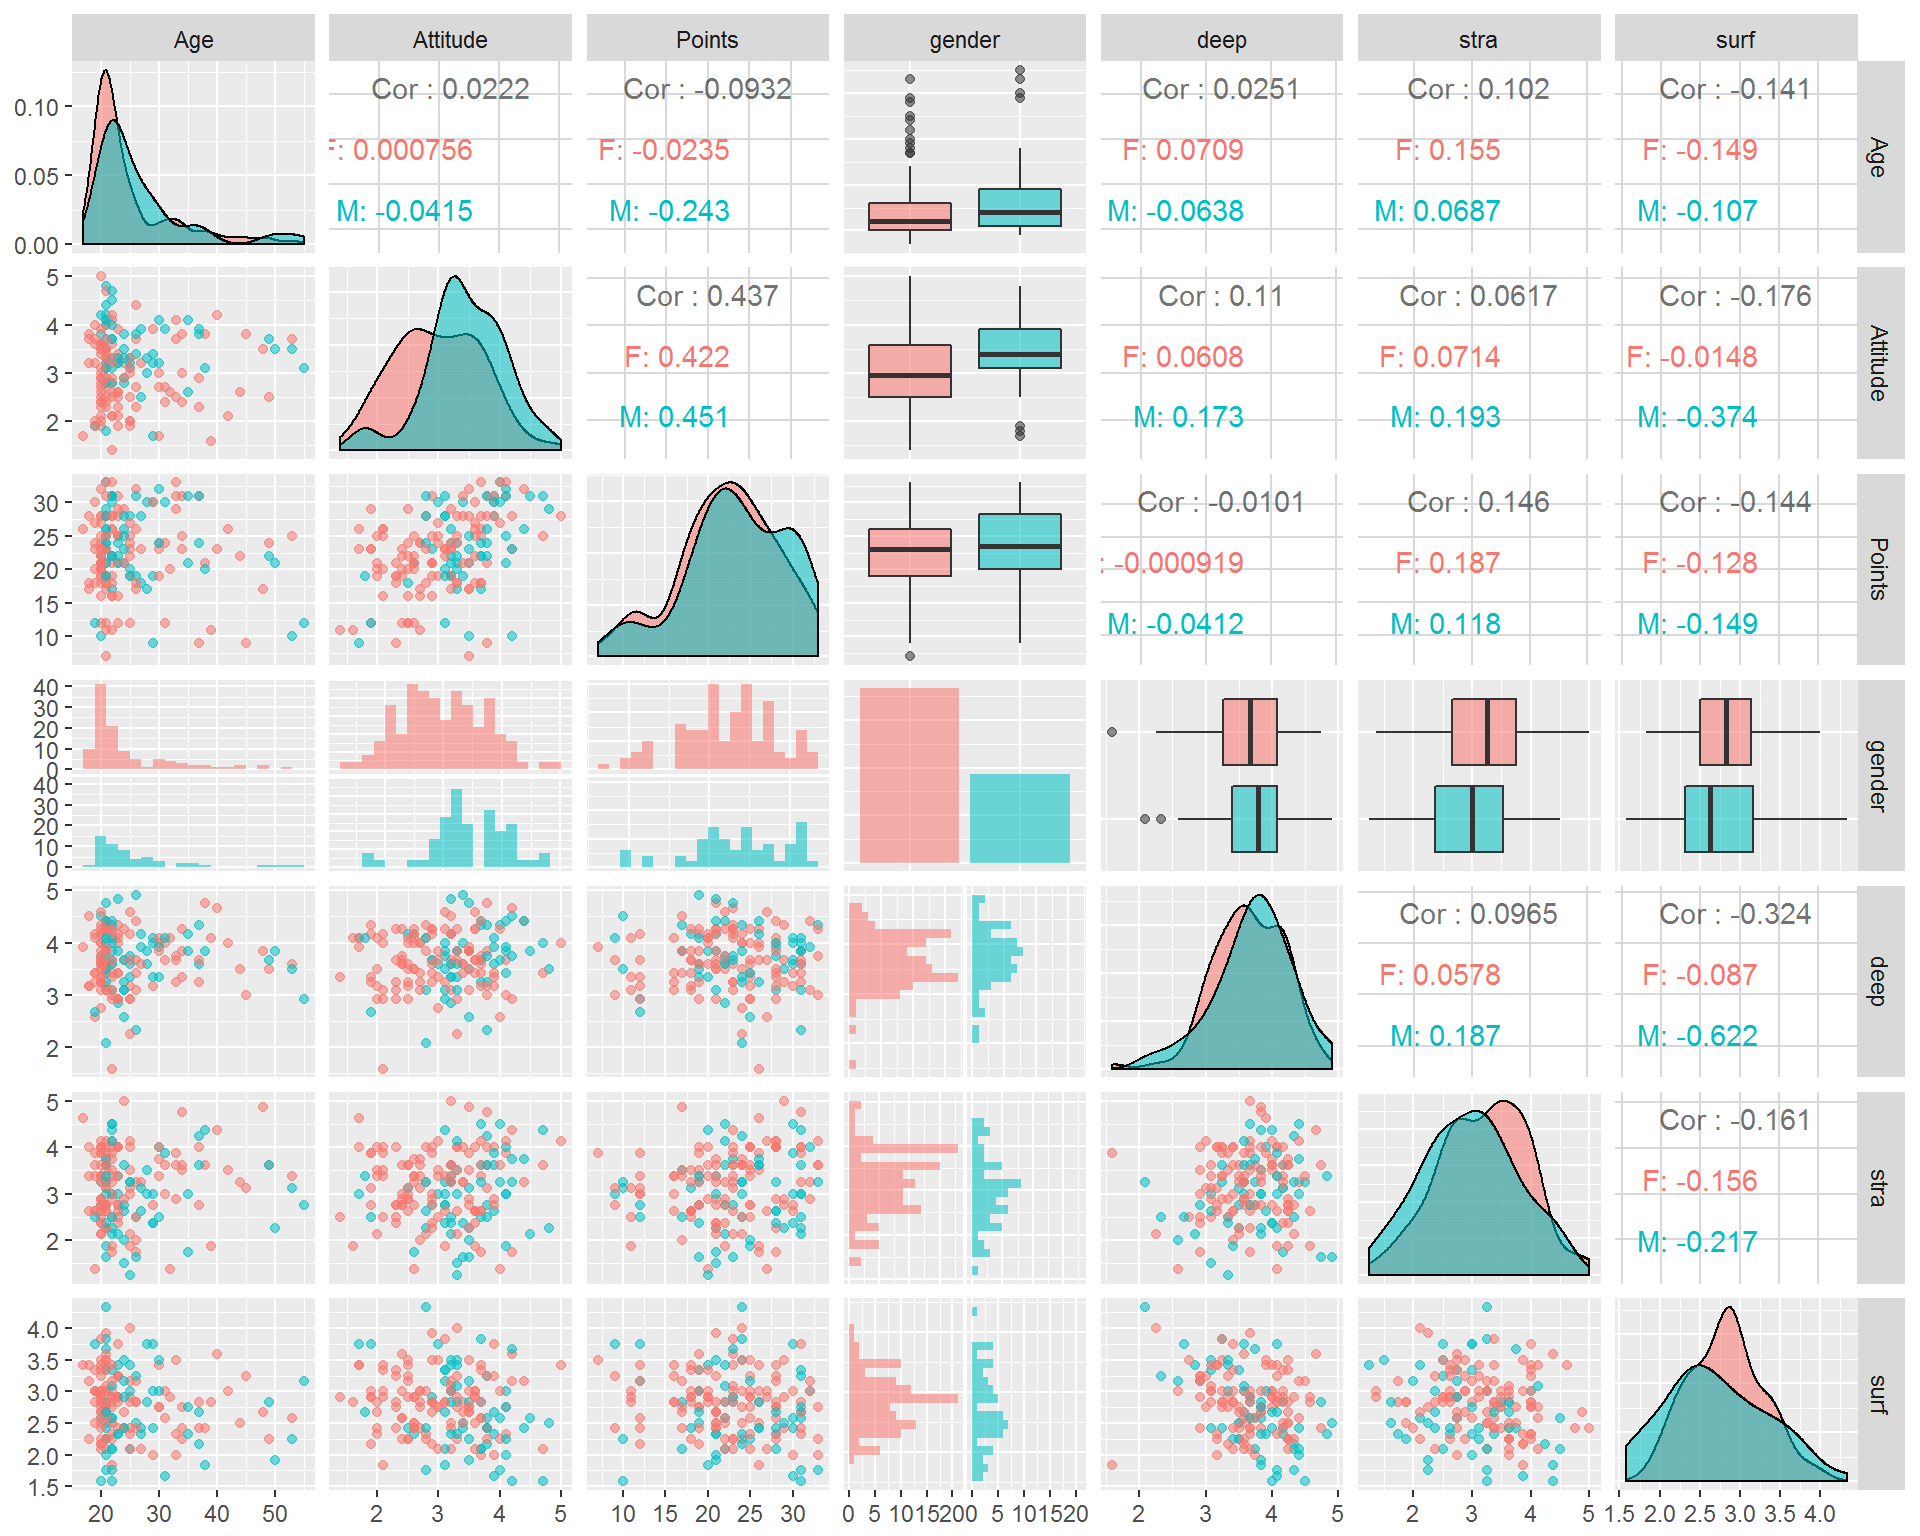 Age Attitude Points gender deep stra surf
Cor : 0.0222 Cor : -0.0932 Cor : 0.0251 Cor : 0.102 Cor : -0.141
0.10
F: 0.000756 F: -0.0235 F: 0.0709 F: 0.155 F: -0.149
Age
0.05
M: -0.0415 M: -0.243 M: -0.0638 M: 0.0687 M: -0.107
0.00
5
Cor : 0.437 Cor : 0.11 Cor : 0.0617 Cor : -0.176
4
F: 0.422 F: 0.0608 F: 0.0714 F: -0.0148
Attitude
3
M: 0.451 M: 0.173 M: 0.193 M: -0.374
2
30
Cor : -0.0101 Cor : 0.146 Cor : -0.144
25
: -0.000919 F: 0.187 F: -0.128
Points
20
15
M: -0.0412 M: 0.118 M: -0.149
10
40
30
20
10
0
gender
40
30
20
10
0
5
Cor : 0.0965 Cor : -0.324
4
F: 0.0578 F: -0.087
deep
3
M: 0.187 M: -0.622
2
5
Cor : -0.161
4
F: -0.156
stra
3
M: -0.217
2
4.0
3.5
3.0
surf
2.5
2.0
1.5
20 30 40 50 2 3 4 5 10 15 20 25 30 0 5 101520 0 5 101520 2 3 4 5 2 3 4 5 1.5 2.0 2.5 3.0 3.5 4.0